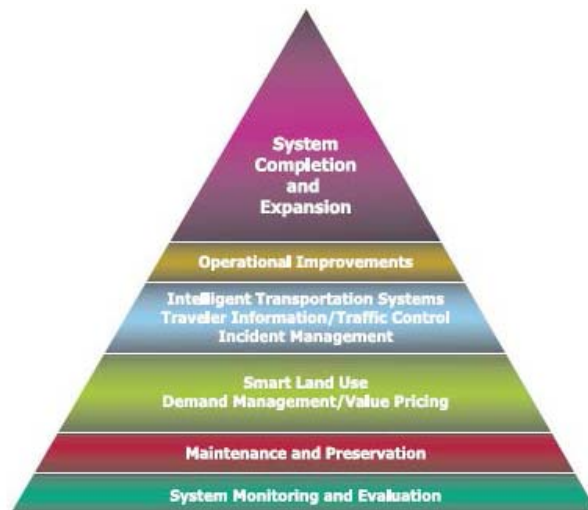 System
Completion
and
Expansion
Operational Improvements
Intelligent Transportation Systems
Traveler Information/Traffic Control
Incident Management
Smart Land Use
Demand Management/Value Pricing
Maintenance and Preservation
System Monitoring and Evaluation